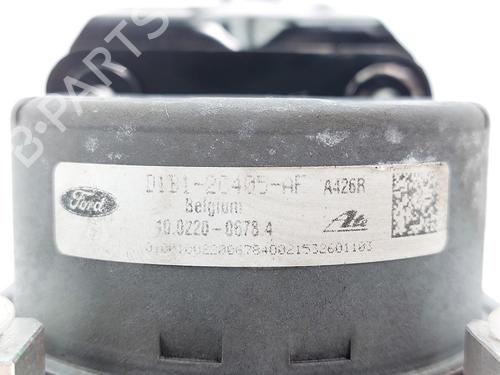 B-PARTS
Ford
D1B1-2C405-AF A426R
Belgium
10.0220-0678.4 Ate